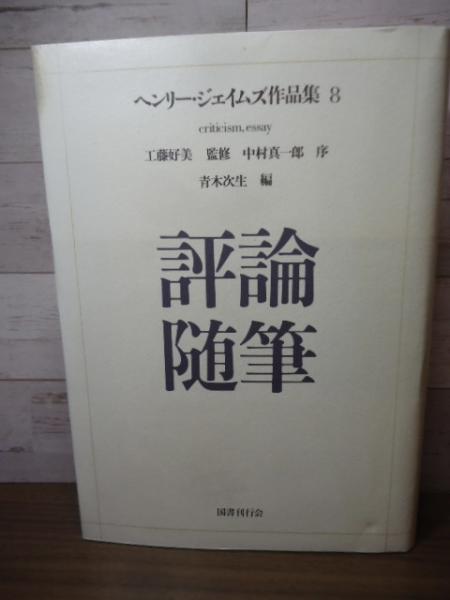 ヘンリー・ジェイムズ作品集 8
criticism, essay
工藤好美 監修 中村真一郎 序
青木次生 編
評論
随筆
国書刊行会